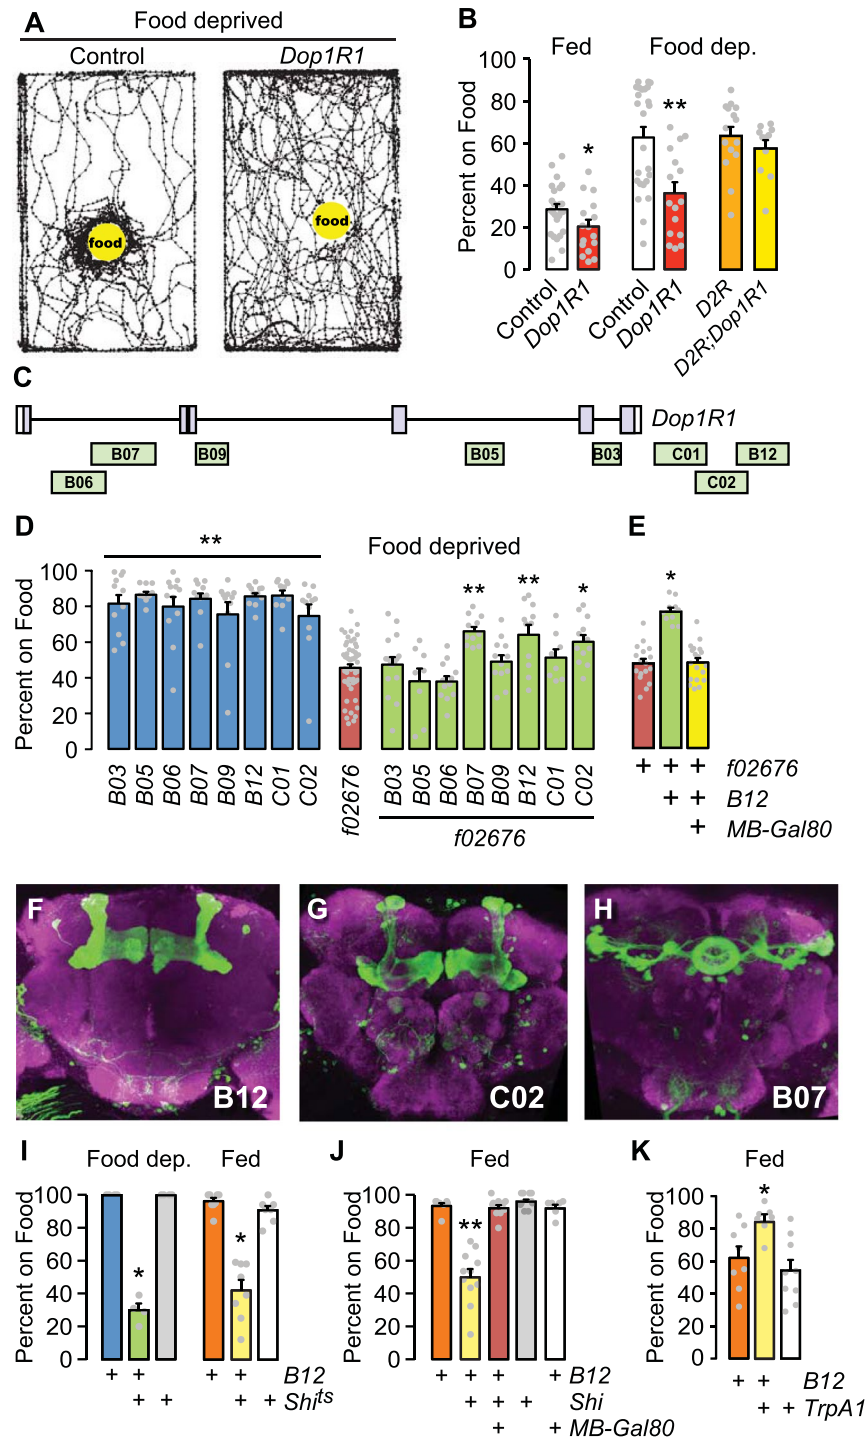 A
Food deprived
Control
Dop1R1
food
food
B
Fed
Food dep.
Percent on Food
100
80
60
40
20
0
*
**
Control
Dop1R1
Control
Dop1R1
D2R
D2R;Dop1R1
C
Dop1R1
B07
B09
B05
B03
C01
B12
B06
C02
D
**
Food deprived
Percent on Food
100
80
60
40
20
0
**
**
*
B03
B05
B06
B07
B09
B12
C01
C02
f02676
B03
B05
B06
B07
B09
B12
C01
C02
f02676
E
*
+ + + f02676
+ + B12
+ MB-Gal80
F
B12
G
C02
H
B07
I
Food dep.
Fed
Percent on Food
100
80
60
40
20
0
*
*
+ + + + B12
+ + + + Shits
J
Fed
Percent on Food
100
80
60
40
20
0
**
+ + + + B12
+ + + Shi
+ + MB-Gal80
K
Fed
Percent on Food
100
80
60
40
20
0
*
+ + B12
+ + TrpA1